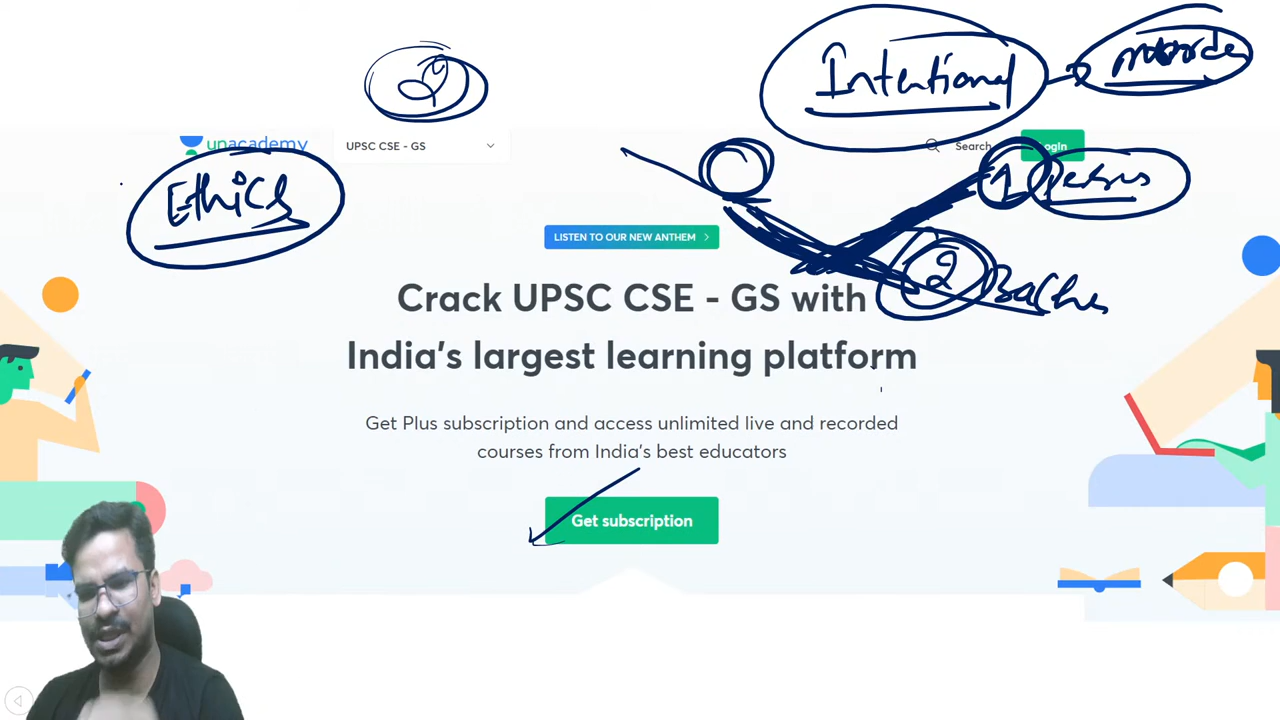 Intentional
unacademy
UPSC CSE - GS
Search
Login
Ethics
1
LISTEN TO OUR NEW ANTHEM
2
Crack UPSC CSE - GS with
India's largest learning platform
Get Plus subscription and access unlimited live and recorded
courses from India's best educators
Get subscription